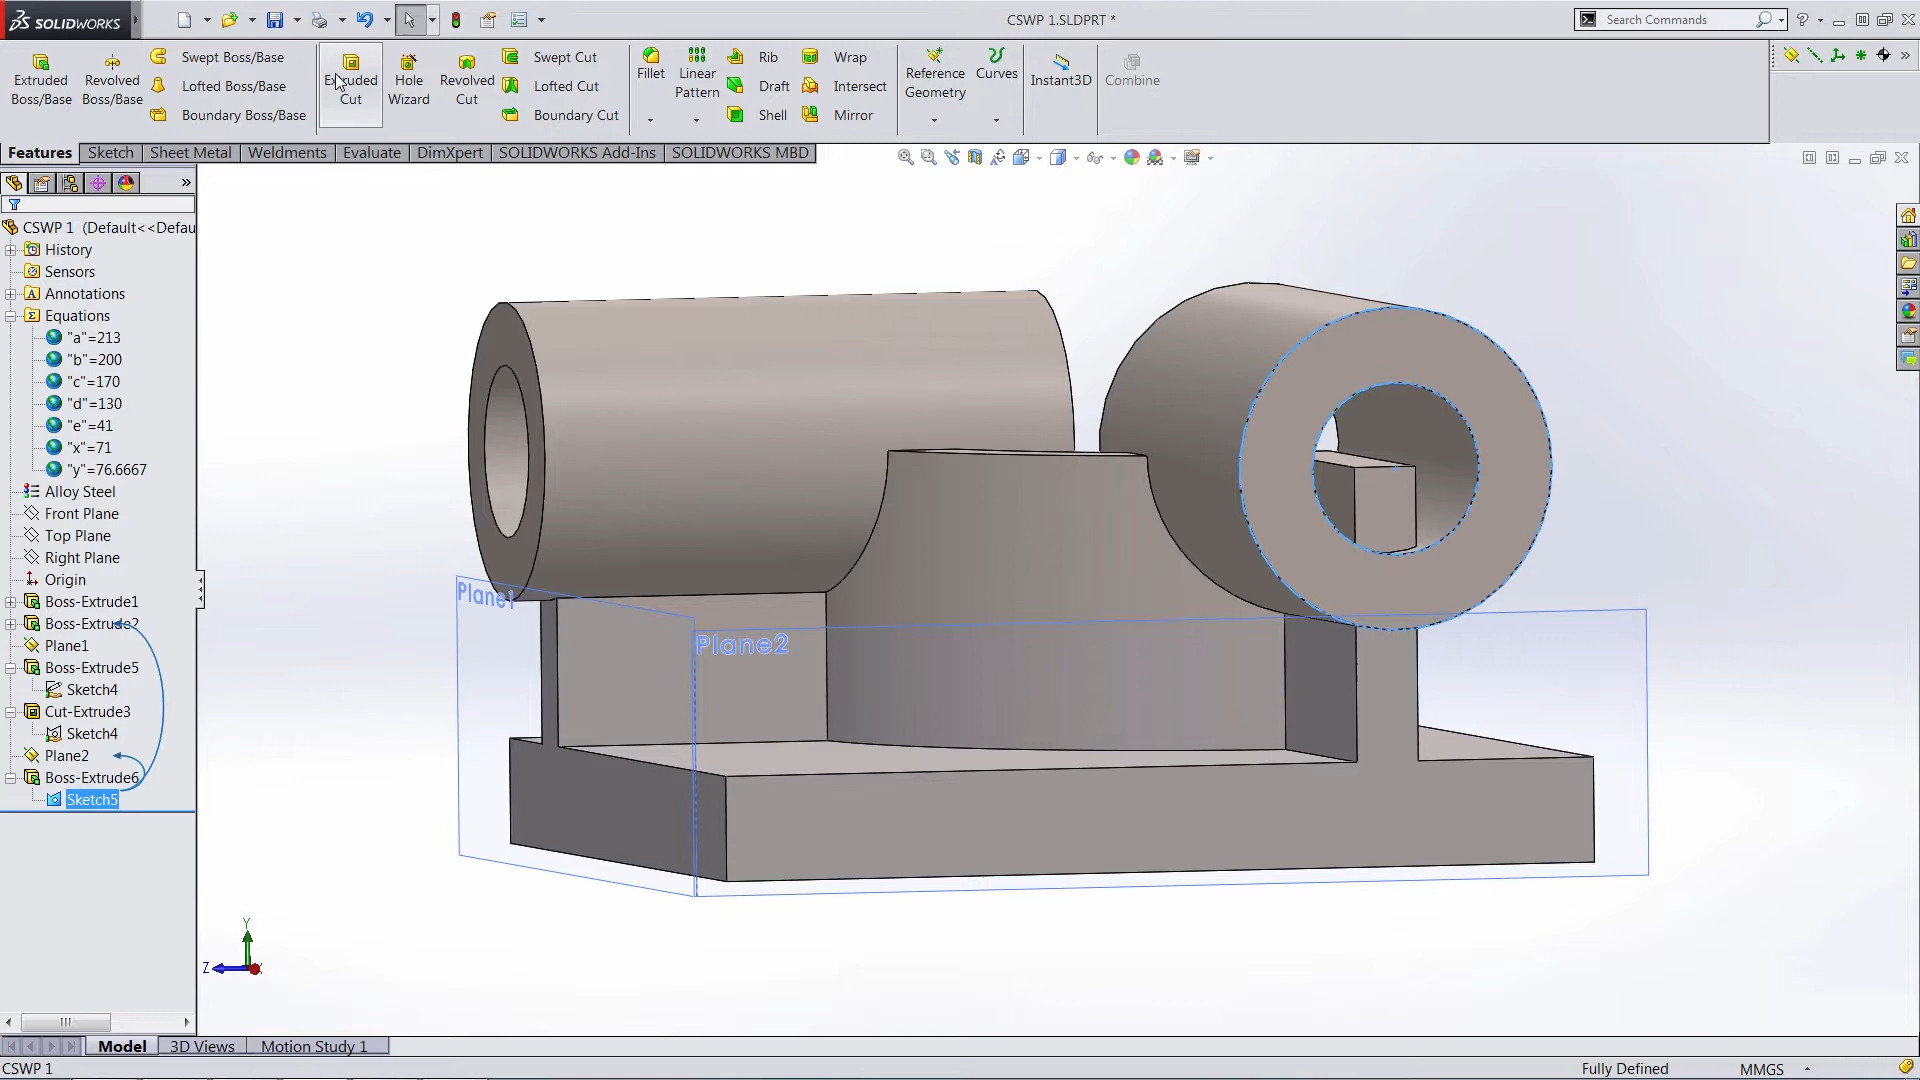 SOLIDWORKS
CSWP 1.SLDPRT *
Search Commands
Extruded Boss/Base
Revolved Boss/Base
Swept Boss/Base
Lofted Boss/Base
Boundary Boss/Base
Extruded Cut
Hole Wizard
Revolved Cut
Swept Cut
Lofted Cut
Boundary Cut
Fillet
Linear Pattern
Rib
Draft
Shell
Wrap
Intersect
Mirror
Reference Geometry
Curves
Instant3D
Combine
Features
Sketch
Sheet Metal
Weldments
Evaluate
DimXpert
SOLIDWORKS Add-Ins
SOLIDWORKS MBD
CSWP 1 (Default<<Defau
History
Sensors
Annotations
Equations
"a"=213
"b"=200
"c"=170
"d"=130
"e"=41
"x"=71
"y"=76.6667
Alloy Steel
Front Plane
Top Plane
Right Plane
Origin
Boss-Extrude1
Boss-Extrude2
Plane1
Boss-Extrude5
Sketch4
Cut-Extrude3
Sketch4
Plane2
Boss-Extrude6
Sketch5
Plane1
Plane2
Y
Z
Model
3D Views
Motion Study 1
CSWP 1
Fully Defined
MMGS